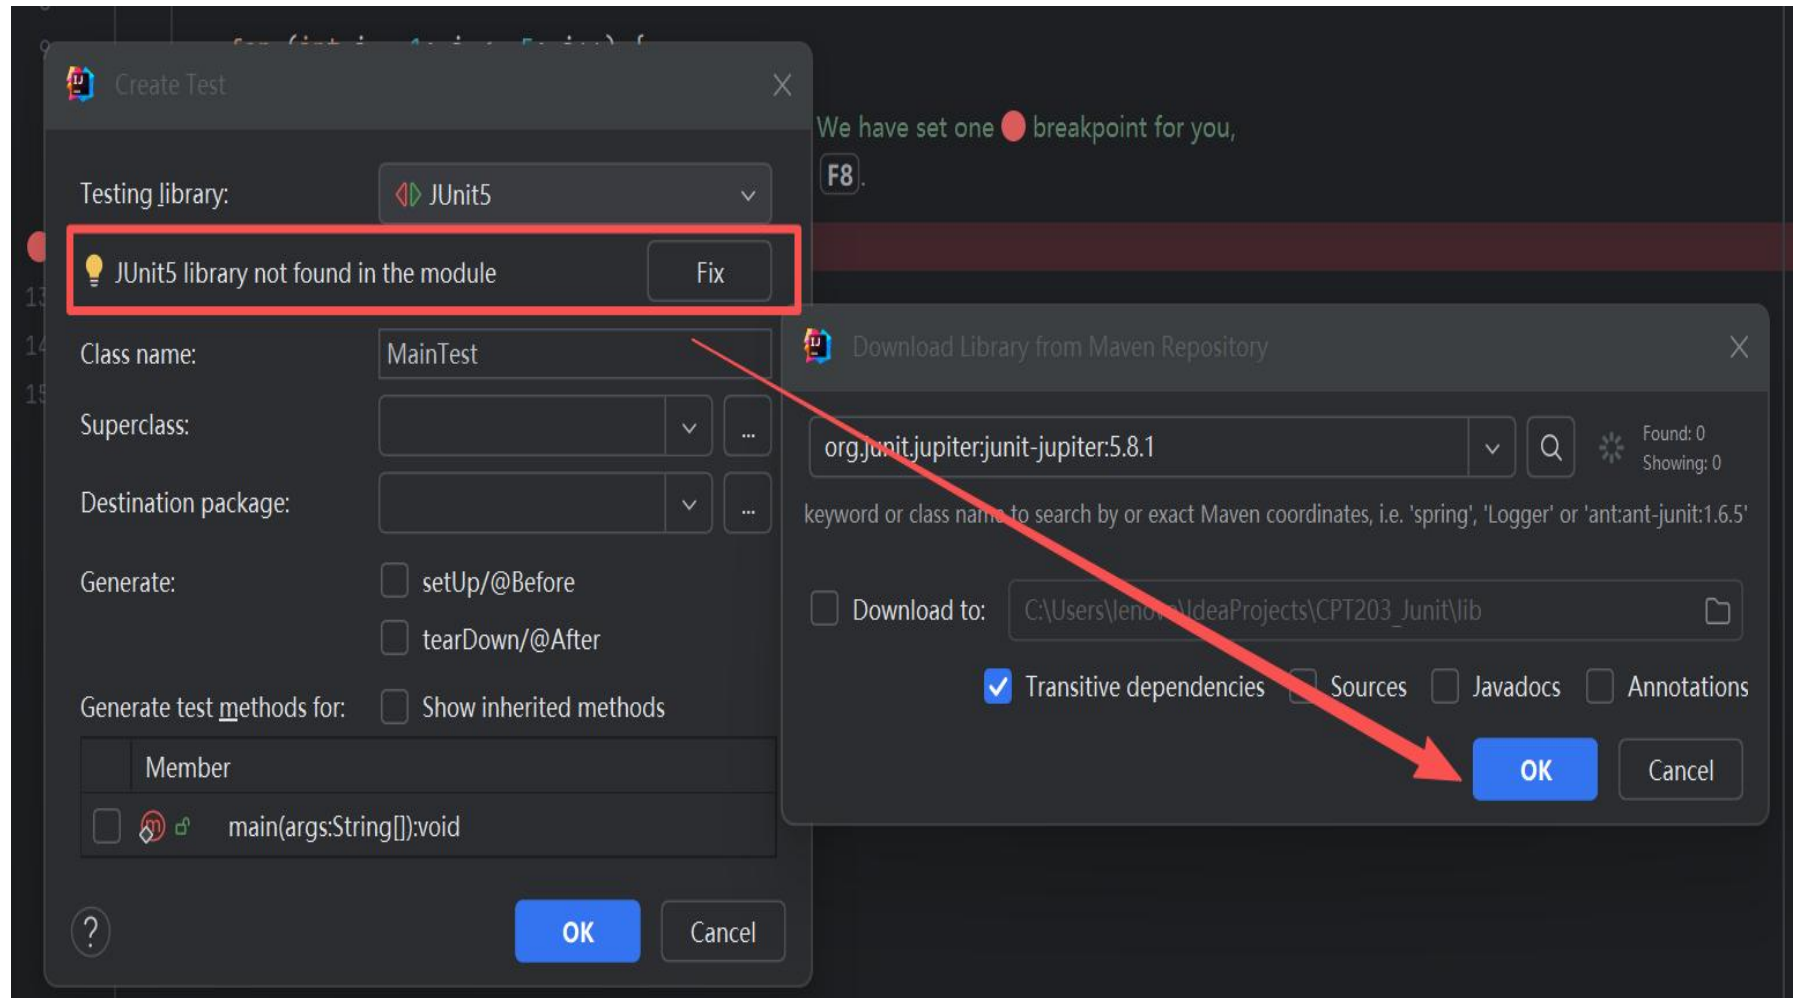 9
Create Test
We have set one breakpoint for you,
F8.
Testing library:
JUnit5
JUnit5 library not found in the module
Fix
13
14
Class name:
MainTest
15
Superclass:
...
Destination package:
...
Generate:
setUp/@Before
tearDown/@After
Generate test methods for:
Show inherited methods
Member
main(args:String[]):void
?
OK
Cancel
Download Library from Maven Repository
org.junit.jupiter:junit-jupiter:5.8.1
Found: 0
Showing: 0
keyword or class name to search by or exact Maven coordinates, i.e. 'spring', 'Logger' or 'ant:ant-junit:1.6.5'
Download to:
C:\Users\lenovo\IdeaProjects\CPT203_Junit\lib
Transitive dependencies
Sources
Javadocs
Annotations
OK
Cancel